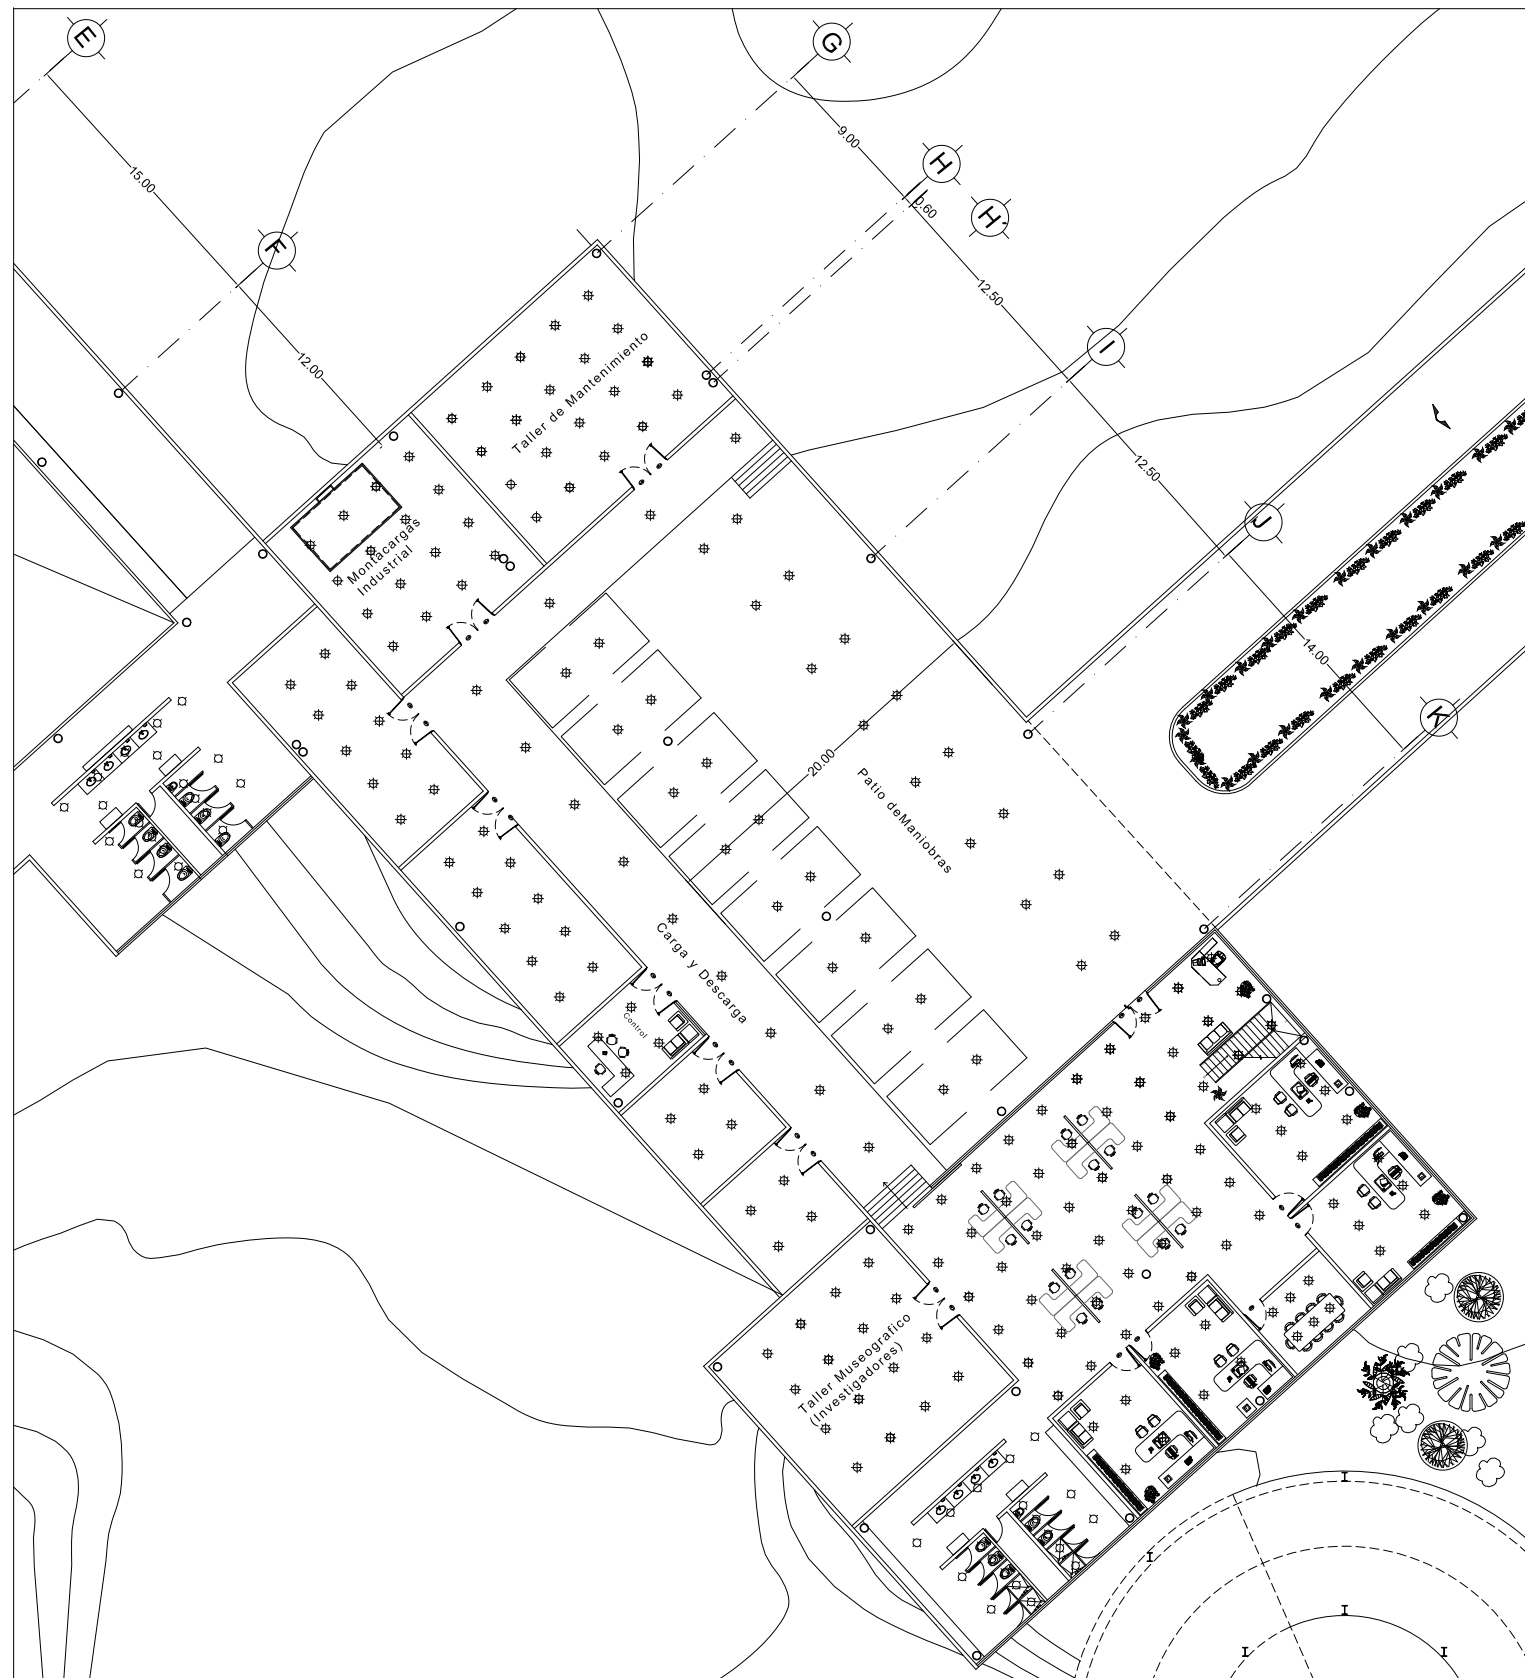 E
G
15.00
9.00
H
0.60
H'
F
12.50
I
12.00
Taller de Mantenimiento
12.50
J
Montacargas
Industrial
14.00
K
20.00
Patio deManiobras
Carga y Descarga
Control
Taller Museografico
(Investigadores)
I
I
I
I
I